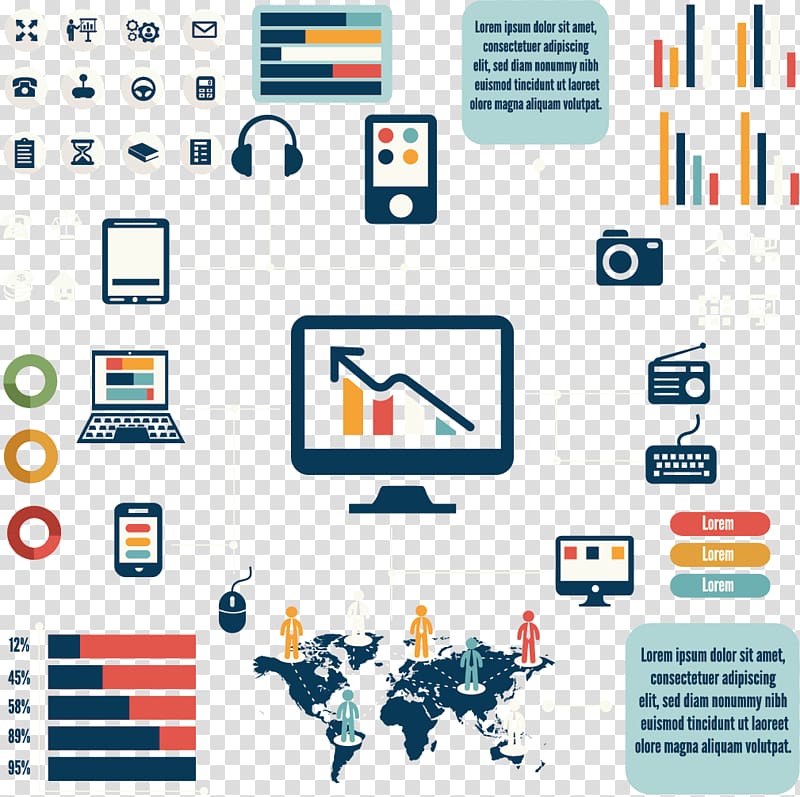 Lorem ipsum dolor sit amet,
consectetuer adipiscing
elit, sed diam nonummy nibh
euismod tincidunt ut laoreet
olore magna aliquam volutpat.
Lorem
Lorem
Lorem
12%
45%
58%
89%
95%
Lorem ipsum dolor sit amet,
consectetuer adipiscing
elit, sed diam nonummy nibh
euismod tincidunt ut laoreet
olore magna aliquam volutpat.